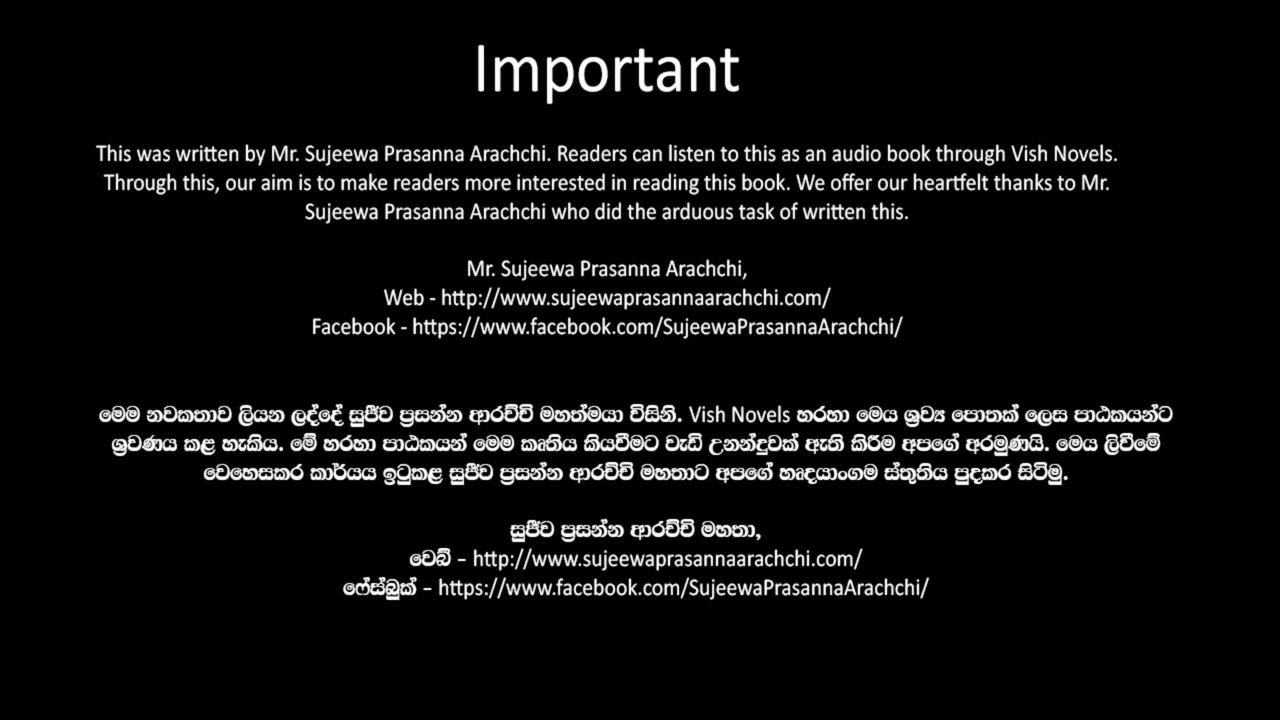 Important
This was written by Mr. Sujeewa Prasanna Arachchi. Readers can listen to this as an audio book through Vish Novels.
Through this, our aim is to make readers more interested in reading this book. We offer our heartfelt thanks to Mr.
Sujeewa Prasanna Arachchi who did the arduous task of written this.
Mr. Sujeewa Prasanna Arachchi,
Web - http://www.sujeewaprasannaarachchi.com/
Facebook - https://www.facebook.com/SujeewaPrasannaArachchi/
මෙම නවකතාව ලියන ලද්දේ සුජීව ප්‍රසන්න ආරච්චි මහත්මයා විසිනි. Vish Novels හරහා මෙය ශ්‍රව්‍ය පොතක් ලෙස පාඨකයන්ට
ශ්‍රවණය කළ හැකිය. මේ හරහා පාඨකයන් මෙම කෘතිය කියවීමට වැඩි උනන්දුවක් ඇති කිරීම අපගේ අරමුණයි. මෙය ලිවීමේ
වෙහෙසකර කාර්යය ඉටුකළ සුජීව ප්‍රසන්න ආරච්චි මහතාට අපගේ හෘදයාංගම ස්තුතිය පුදකර සිටිමු.
සුජීව ප්‍රසන්න ආරච්චි මහතා,
වෙබ් – http://www.sujeewaprasannaarachchi.com/
ෆේස්බුක් – https://www.facebook.com/SujeewaPrasannaArachchi/